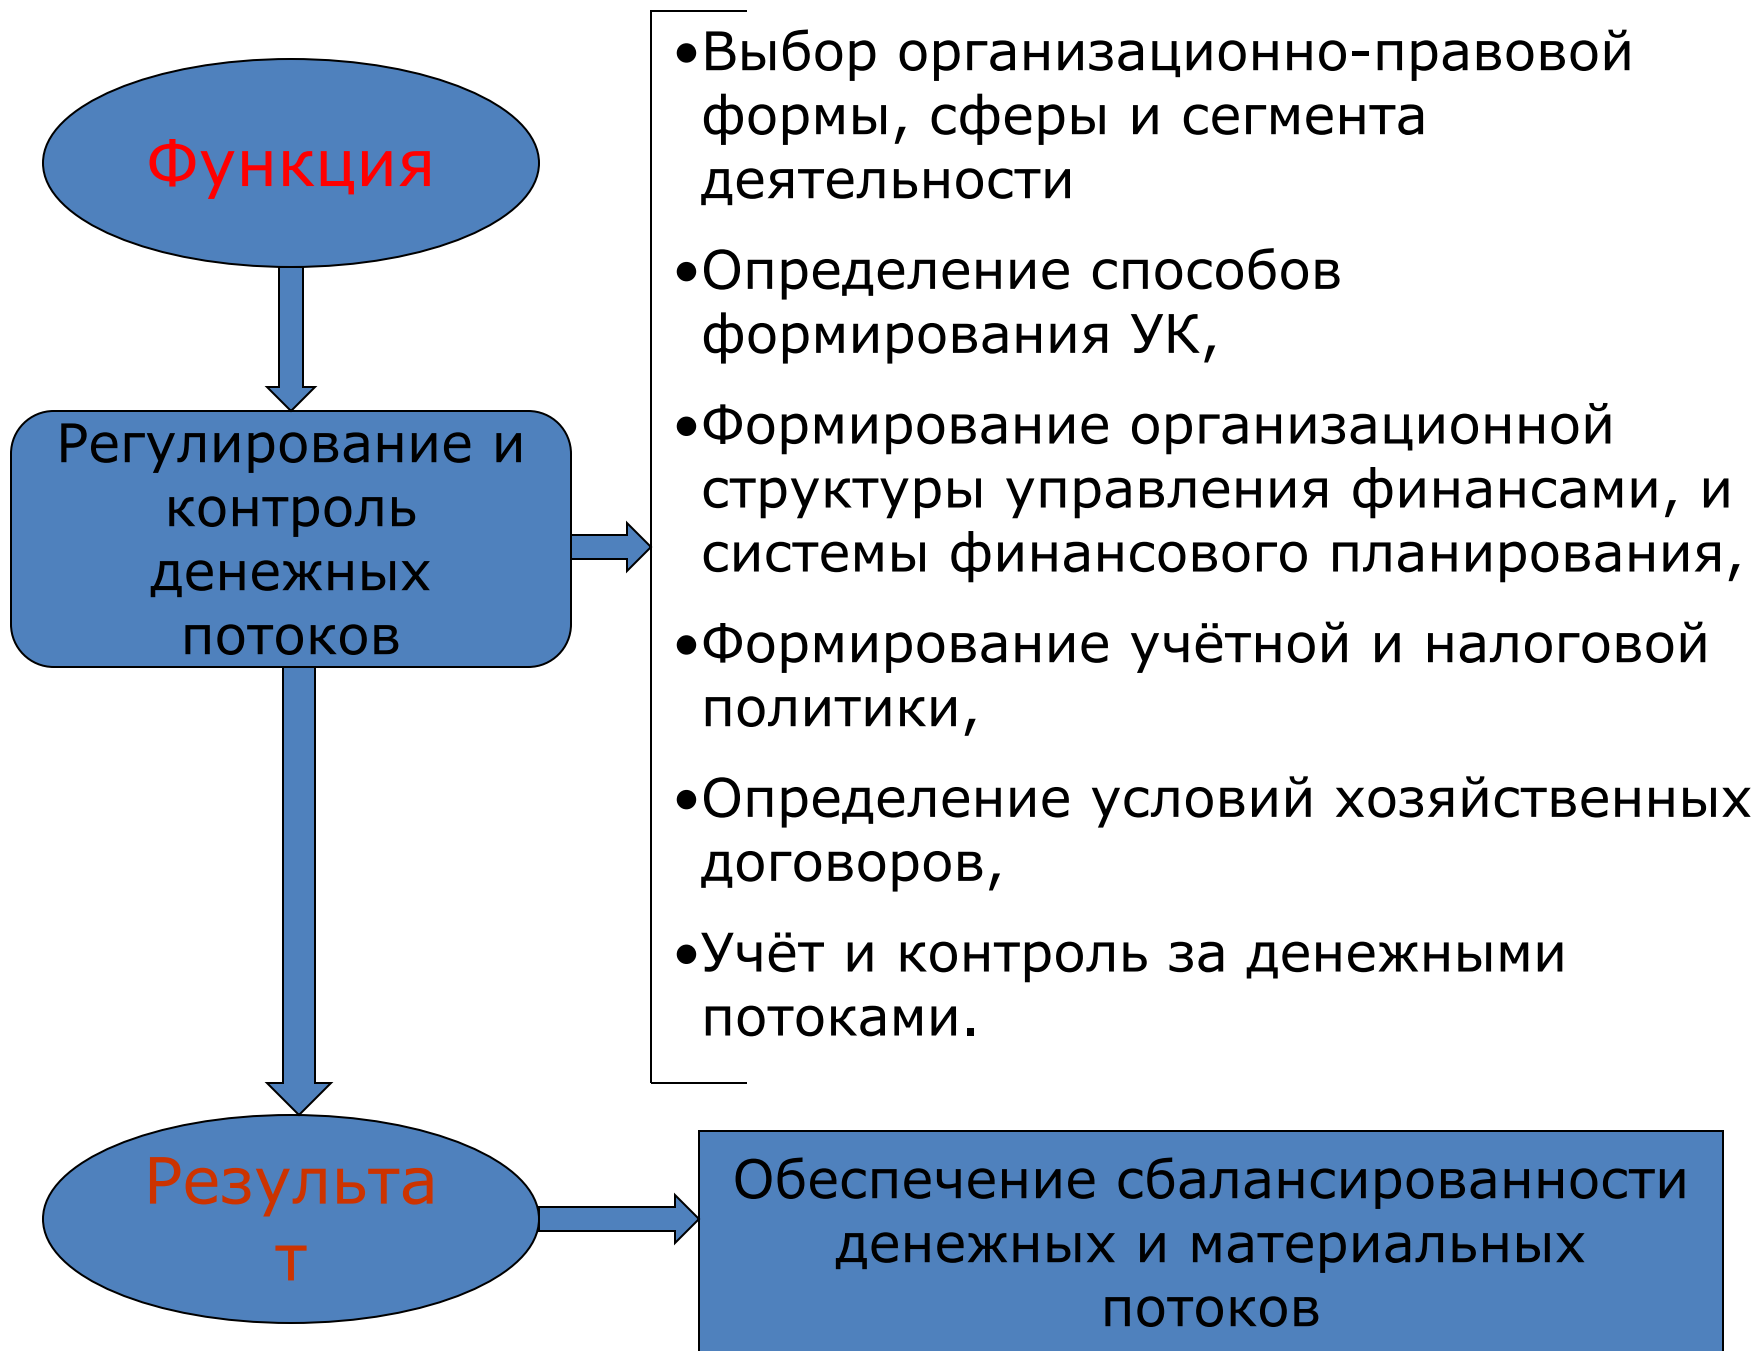 Функция
Регулирование и
контроль
денежных
потоков
•Выбор организационно-правовой
формы, сферы и сегмента
деятельности
•Определение способов
формирования УК,
•Формирование организационной
структуры управления финансами, и
системы финансового планирования,
•Формирование учётной и налоговой
политики,
•Определение условий хозяйственных
договоров,
•Учёт и контроль за денежными
потоками.
Результа
т
Обеспечение сбалансированности
денежных и материальных
потоков